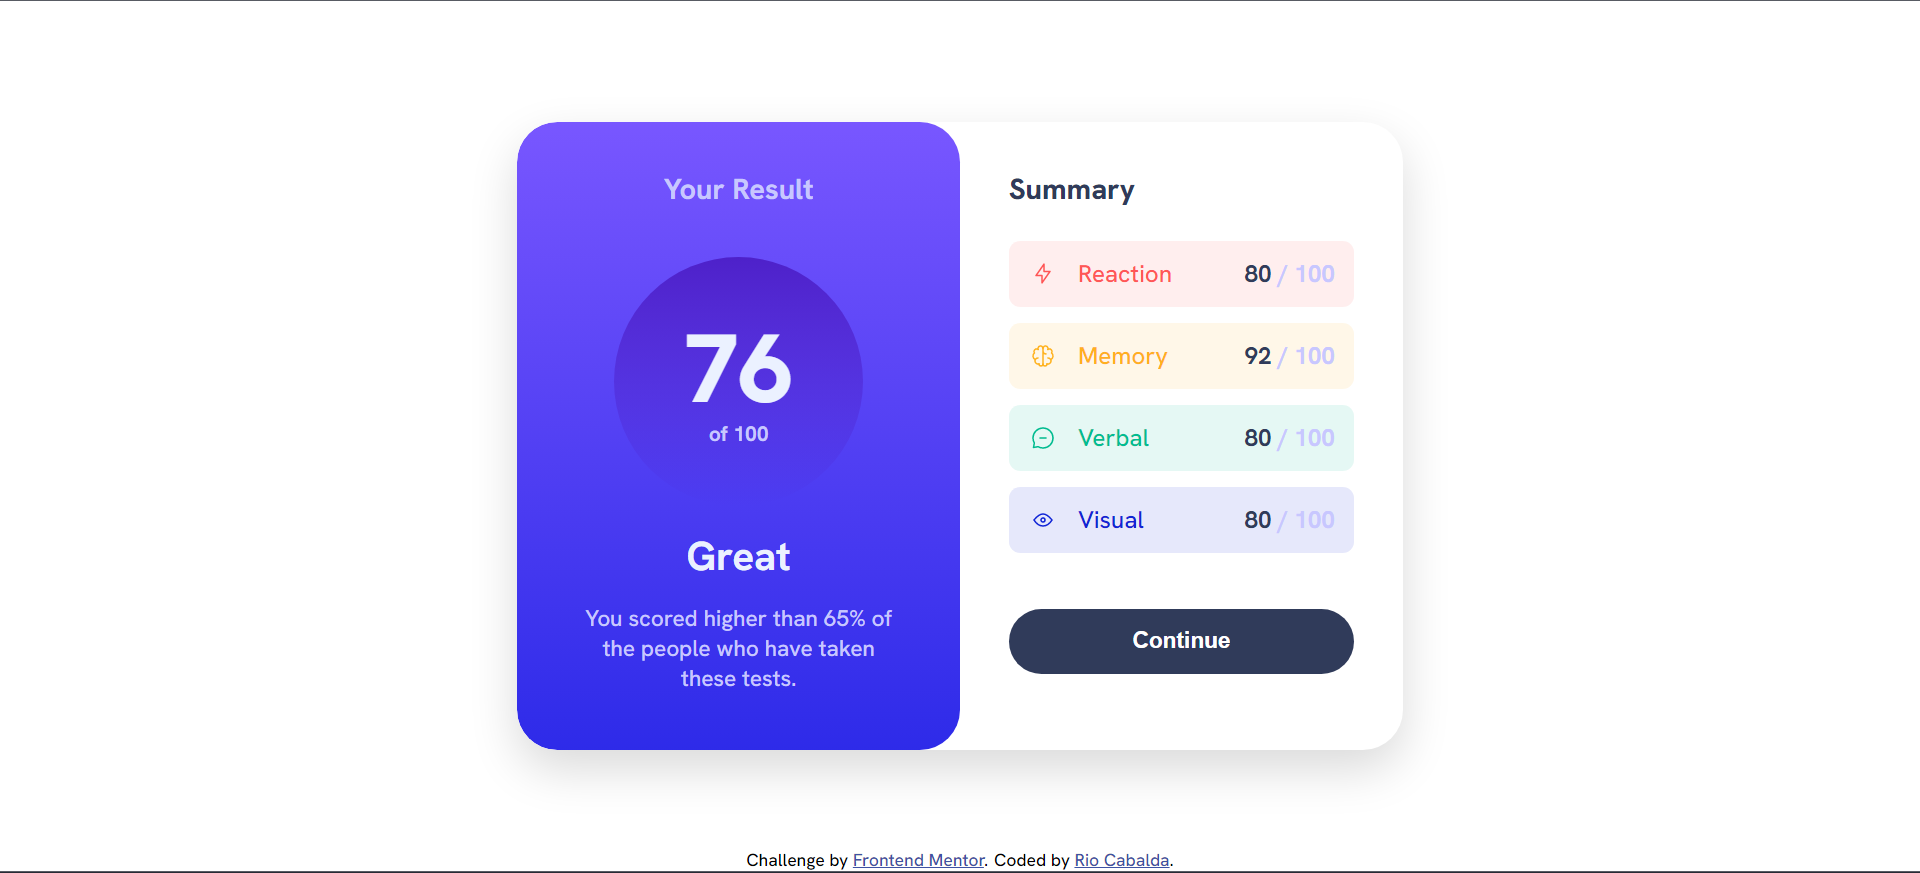 Your Result
76
of 100
Great
You scored higher than 65% of
the people who have taken
these tests.
Summary
Reaction 80 / 100
Memory 92 / 100
Verbal 80 / 100
Visual 80 / 100
Continue
Challenge by Frontend Mentor. Coded by Rio Cabalda.